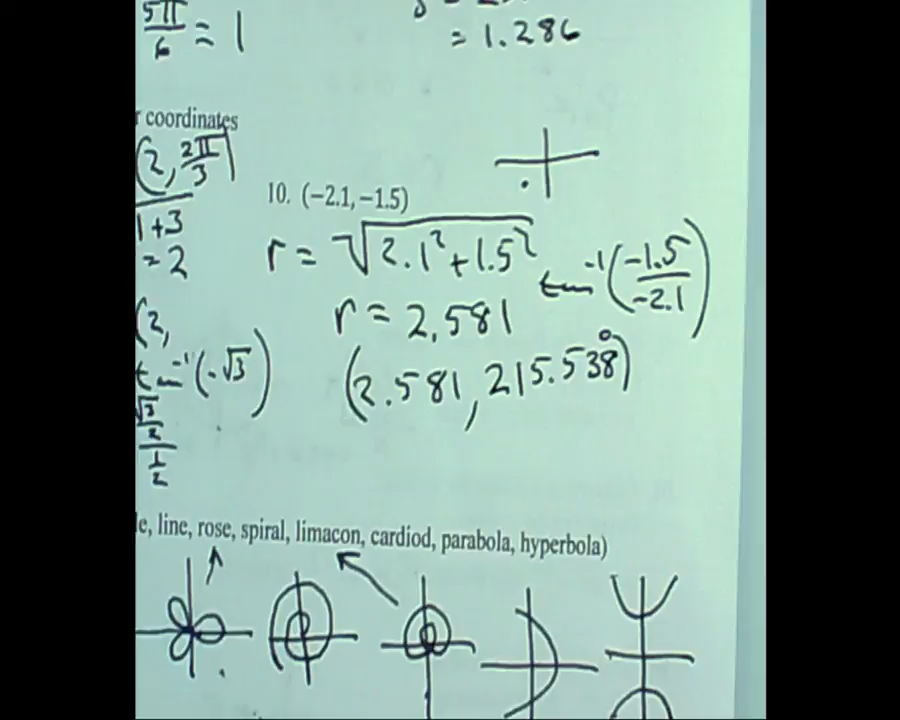 5π/6 = 1
= 1.286
r coordinates
(2, 2π/3)
1+3
= 2
10. (−2.1, −1.5)
r = √2.1² + 1.5²
tan⁻¹(−1.5/−2.1)
r = 2.581
(2.581, 215.538°)
(2,
tan⁻¹(-√3)
√3/2
1/2
e, line, rose, spiral, limacon, cardiod, parabola, hyperbola)